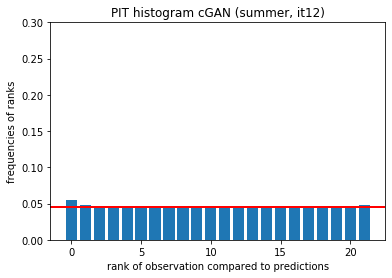 PIT histogram cGAN (summer, it12)
0.30
0.25
0.20
0.15
0.10
0.05
0.00
frequencies of ranks
0 5 10 15 20
rank of observation compared to predictions